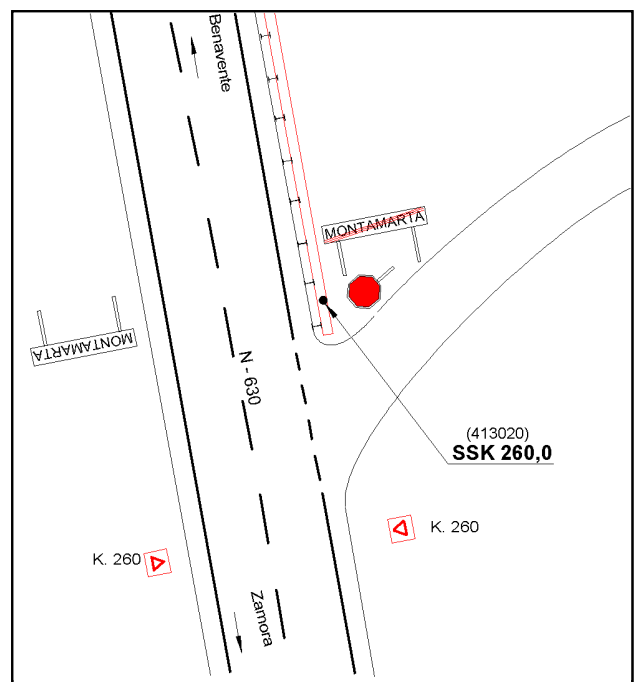 Benavente
MONTAMARTA
MONTAMARTA
N - 630
(413020)
SSK 260,0
K. 260
K. 260
Zamora